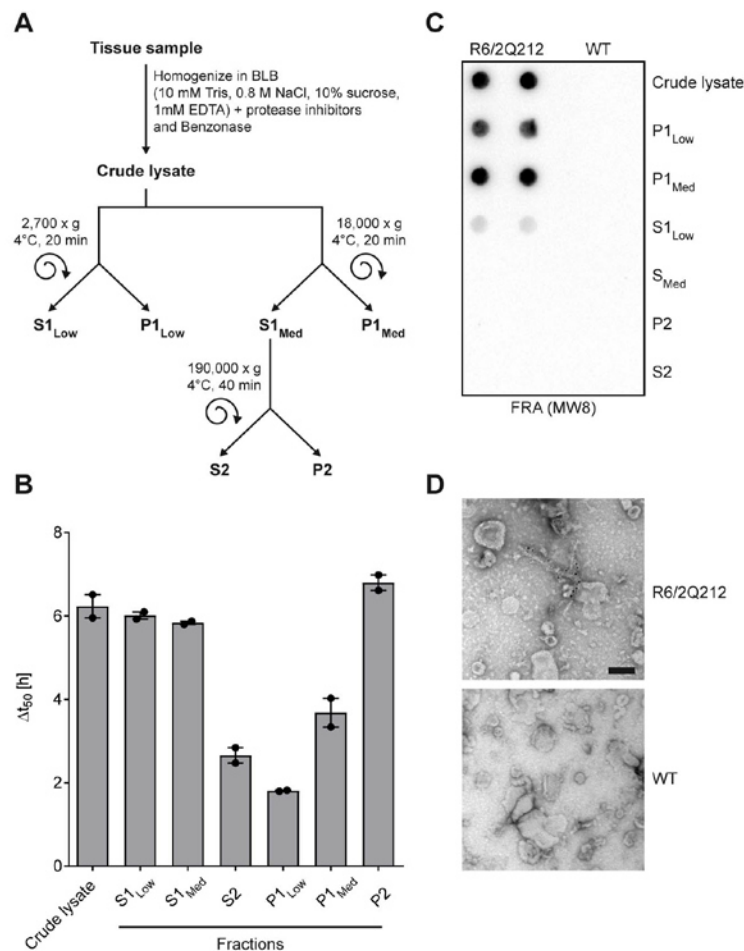 A
Tissue sample
Homogenize in BLB
(10 mM Tris, 0.8 M NaCl, 10% sucrose,
1mM EDTA) + protease inhibitors
and Benzonase
Crude lysate
2,700 x g
4°C, 20 min
18,000 x g
4°C, 20 min
S1Low
P1Low
S1Med
P1Med
190,000 x g
4°C, 40 min
S2
P2
B
Δt50 [h]
8
6
4
2
0
Crude lysate
S1Low
S1Med
S2
P1Low
P1Med
P2
Fractions
C
R6/2Q212
WT
Crude lysate
P1Low
P1Med
S1Low
SMed
P2
S2
FRA (MW8)
D
R6/2Q212
WT